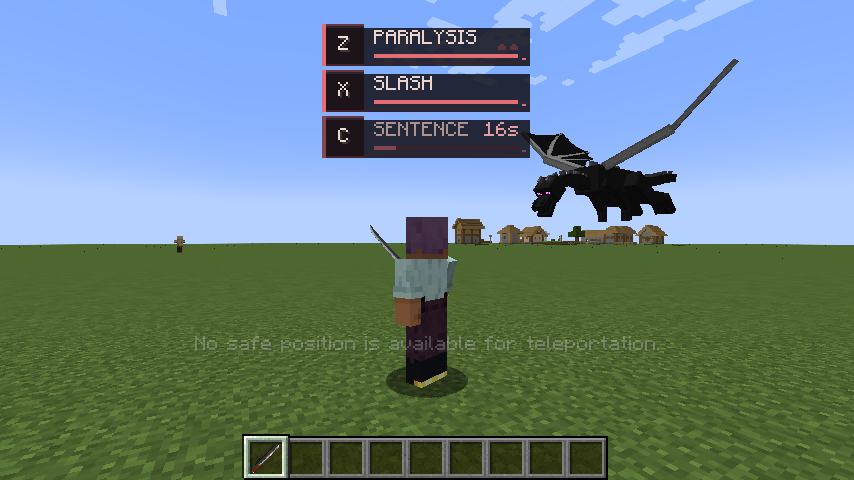 Z PARALYSIS
X SLASH
C SENTENCE 16s
No safe position is available for teleportation.